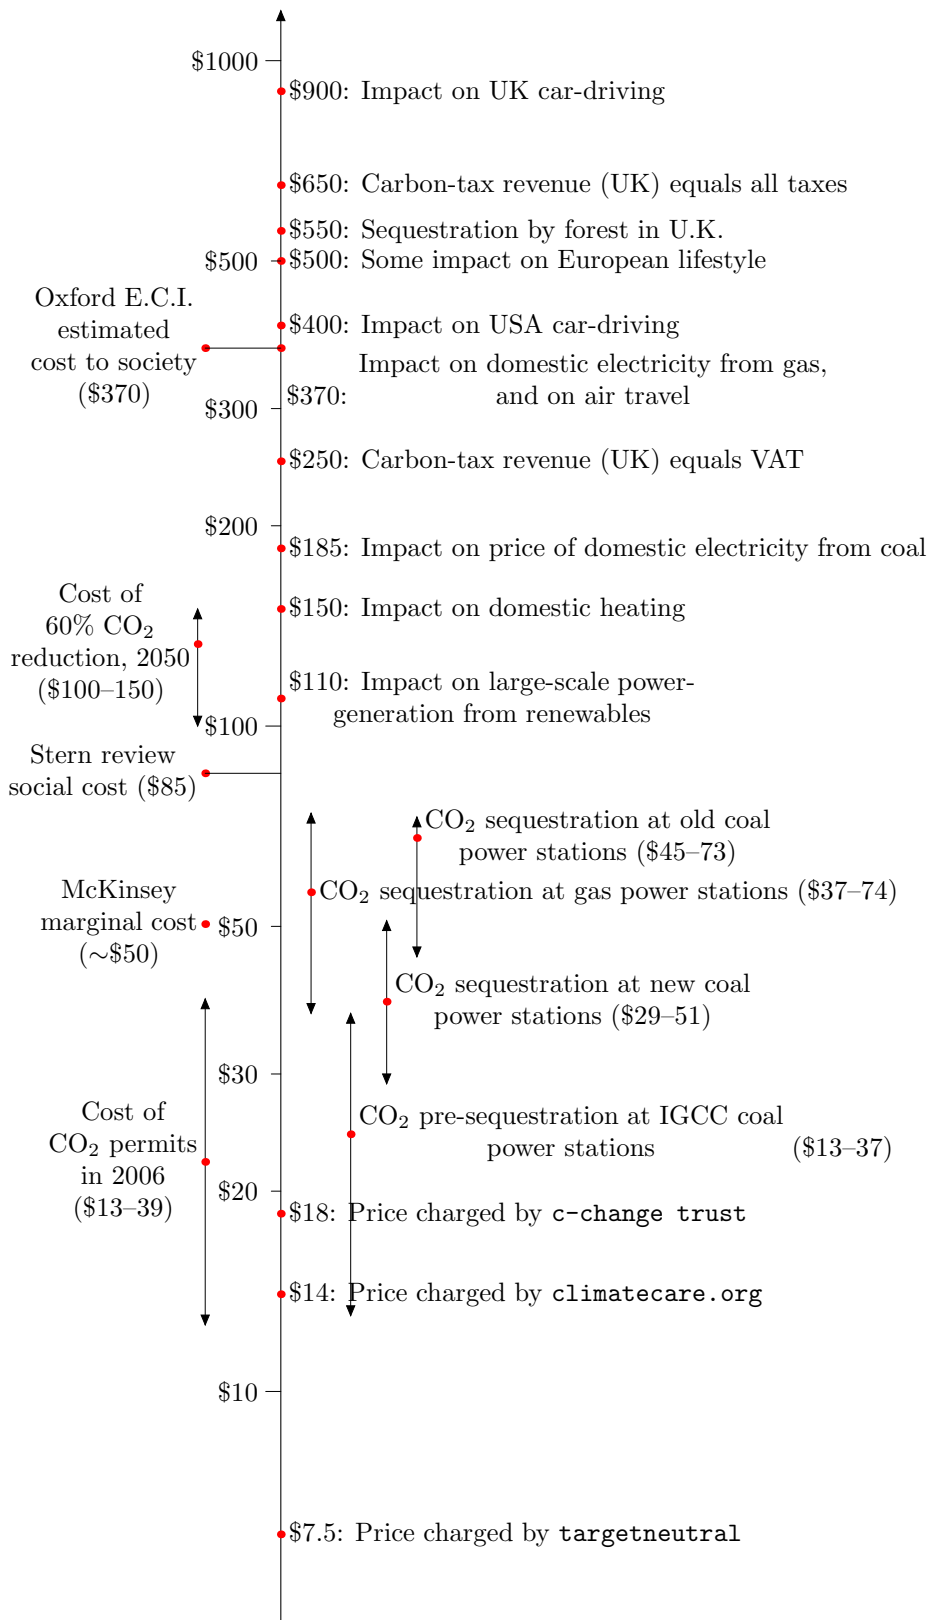 $1000
$900: Impact on UK car-driving
$650: Carbon-tax revenue (UK) equals all taxes
$550: Sequestration by forest in U.K.
$500
$500: Some impact on European lifestyle
Oxford E.C.I.
estimated
cost to society
($370)
$400: Impact on USA car-driving
Impact on domestic electricity from gas,
$370: and on air travel
$300
$250: Carbon-tax revenue (UK) equals VAT
$200
$185: Impact on price of domestic electricity from coal
Cost of
60% CO₂
reduction, 2050
($100–150)
$150: Impact on domestic heating
$110: Impact on large-scale power-
generation from renewables
$100
Stern review
social cost ($85)
CO₂ sequestration at old coal
power stations ($45–73)
CO₂ sequestration at gas power stations ($37–74)
McKinsey
marginal cost
(~$50)
$50
CO₂ sequestration at new coal
power stations ($29–51)
$30
Cost of
CO₂ permits
in 2006
($13–39)
CO₂ pre-sequestration at IGCC coal
power stations ($13–37)
$20
$18: Price charged by c-change trust
$14: Price charged by climatecare.org
$10
$7.5: Price charged by targetneutral